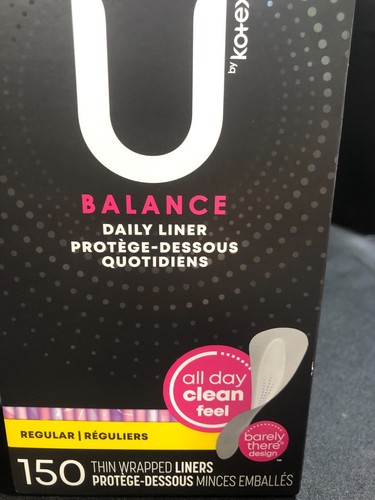 U
by kotex
BALANCE
DAILY LINER
PROTÈGE-DESSOUS
QUOTIDIENS
all day
clean
feel
barely
there®
design
™
REGULAR | RÉGULIERS
150 THIN WRAPPED LINERS
PROTÈGE-DESSOUS MINCES EMBALLÉS